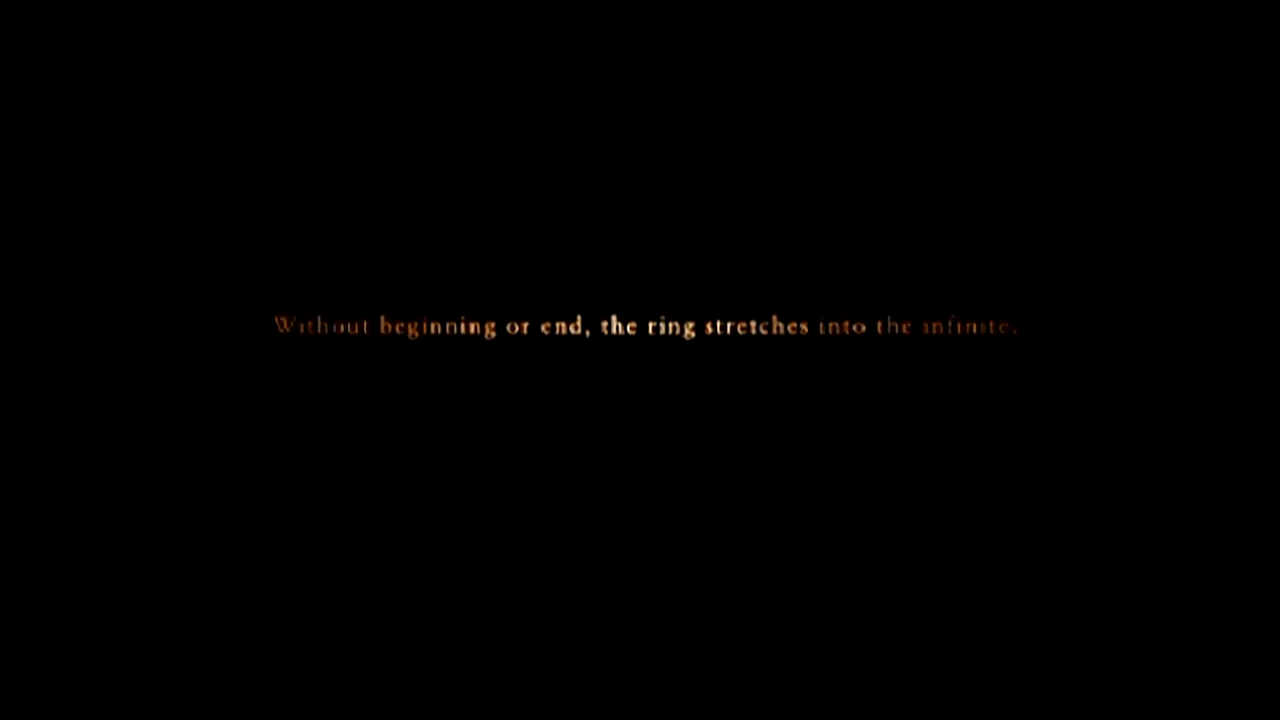 Without beginning or end, the ring stretches into the infinite.